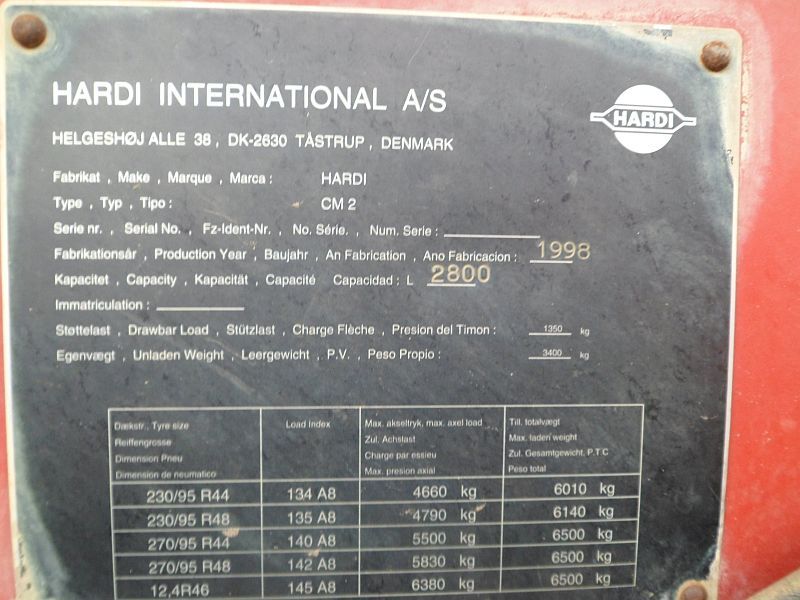 HARDI INTERNATIONAL A/S
HELGESHØJ ALLE 38, DK-2630 TÅSTRUP, DENMARK
HARDI
Fabrikat, Make, Marque, Marca: HARDI
Type, Typ, Tipo: CM 2
Serie nr., Serial No., Fz-Ident-Nr., No. Série., Num. Serie:
Fabrikationsår, Production Year, Baujahr, An Fabrication, Ano Fabricacion: 1998
Kapacitet, Capacity, Kapacität, Capacité Capacidad: L 2800
Immatriculation:
Støttelast, Drawbar Load, Stützlast, Charge Flèche, Presion del Timon: 1350 kg
Egenvægt, Unladen Weight, Leergewicht, P.V., Peso Propio: 3400 kg
Dækstr., Tyre size Load Index Max. akseltryk, max. axel load Till. totalvægt
Reiffengrosse Zul. Achslast Max. laden weight
Dimension Pneu Charge par essieu Zul. Gesamtgewicht, P.T.C
Dimension de neumatico Max. presion axial Peso total
230/95 R44 134 A8 4660 kg 6010 kg
230/95 R48 135 A8 4790 kg 6140 kg
270/95 R44 140 A8 5500 kg 6500 kg
270/95 R48 142 A8 5830 kg 6500 kg
12,4R46 145 A8 6380 kg 6500 kg